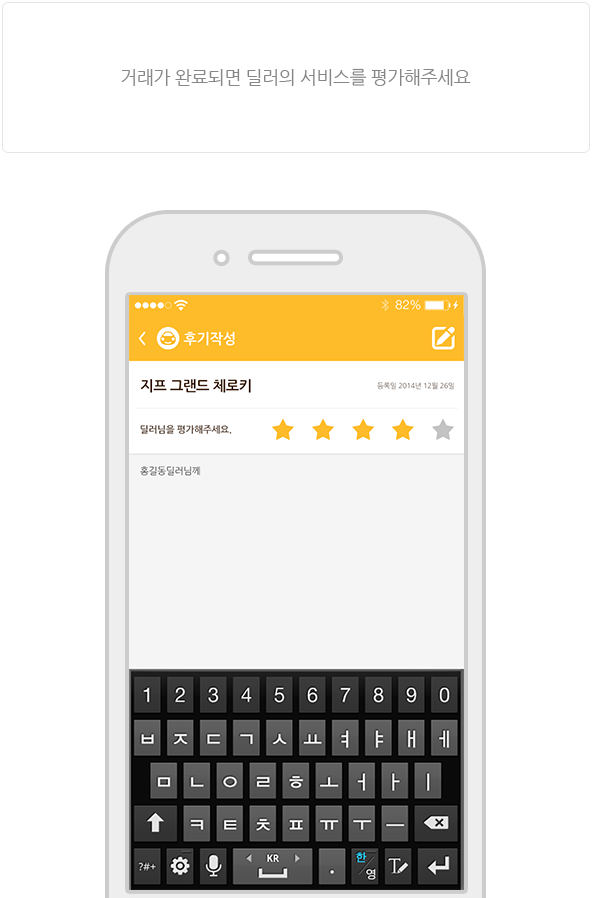 거래가 완료되면 딜러의 서비스를 평가해주세요
82%
후기작성
지프 그랜드 체로키
등록일 2014년 12월 26일
딜러님을 평가해주세요.
홍길동딜러님께
1 2 3 4 5 6 7 8 9 0
ㅂ ㅈ ㄷ ㄱ ㅅ ㅛ ㅕ ㅑ ㅐ ㅔ
ㅁ ㄴ ㅇ ㄹ ㅎ ㅗ ㅓ ㅏ ㅣ
ㅋ ㅌ ㅊ ㅍ ㅠ ㅜ ㅡ
?#+ KR . 한/영 T